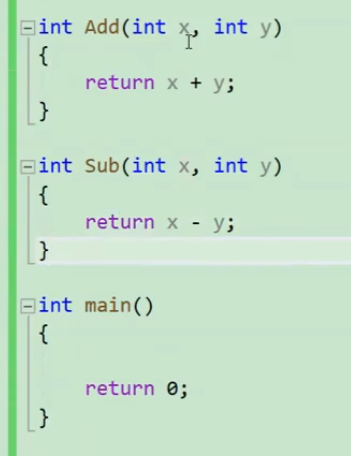 int Add(int x, int y)
{
    return x + y;
}
int Sub(int x, int y)
{
    return x - y;
}
int main()
{
    return 0;
}